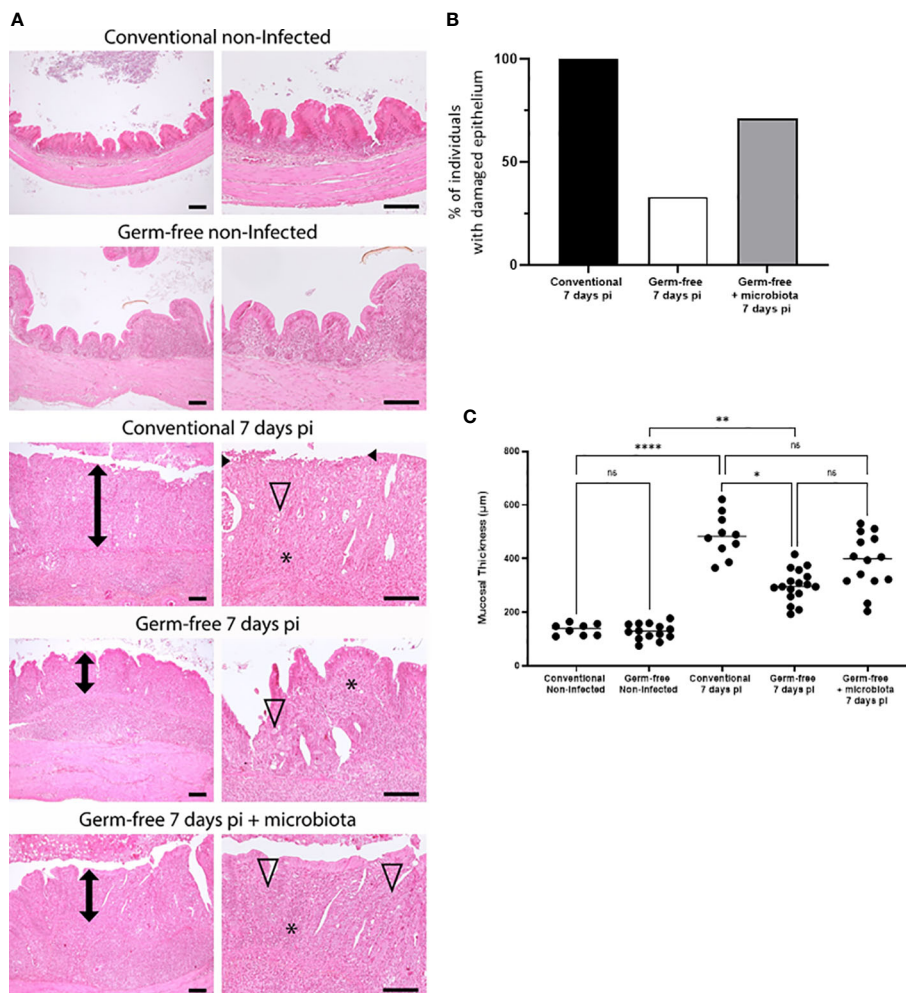 A
Conventional non-Infected
Germ-free non-Infected
Conventional 7 days pi
*
Germ-free 7 days pi
*
Germ-free 7 days pi + microbiota
*
B
% of individuals
with damaged epithelium
100
50
0
Conventional
7 days pi
Germ-free
7 days pi
Germ-free
+ microbiota
7 days pi
C
Mucosal Thickness (µm)
800
600
400
200
0
**
****
ns
ns
*
ns
Conventional
Non-Infected
Germ-free
Non-Infected
Conventional
7 days pi
Germ-free
7 days pi
Germ-free
+ microbiota
7 days pi